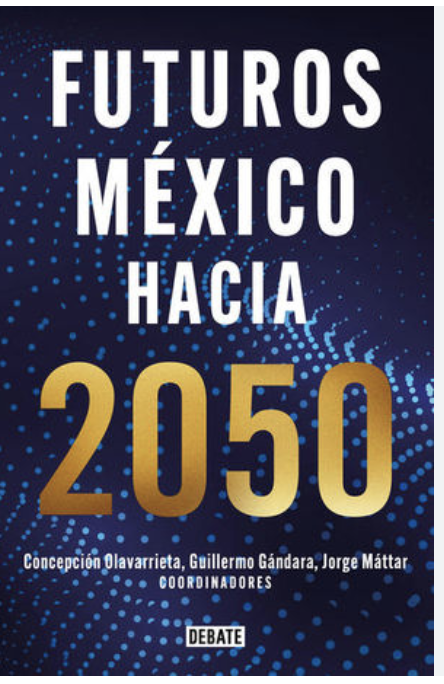 FUTUROS
MÉXICO
HACIA
2050
Concepción Olavarrieta, Guillermo Gándara, Jorge Máttar
COORDINADORES
DEBATE